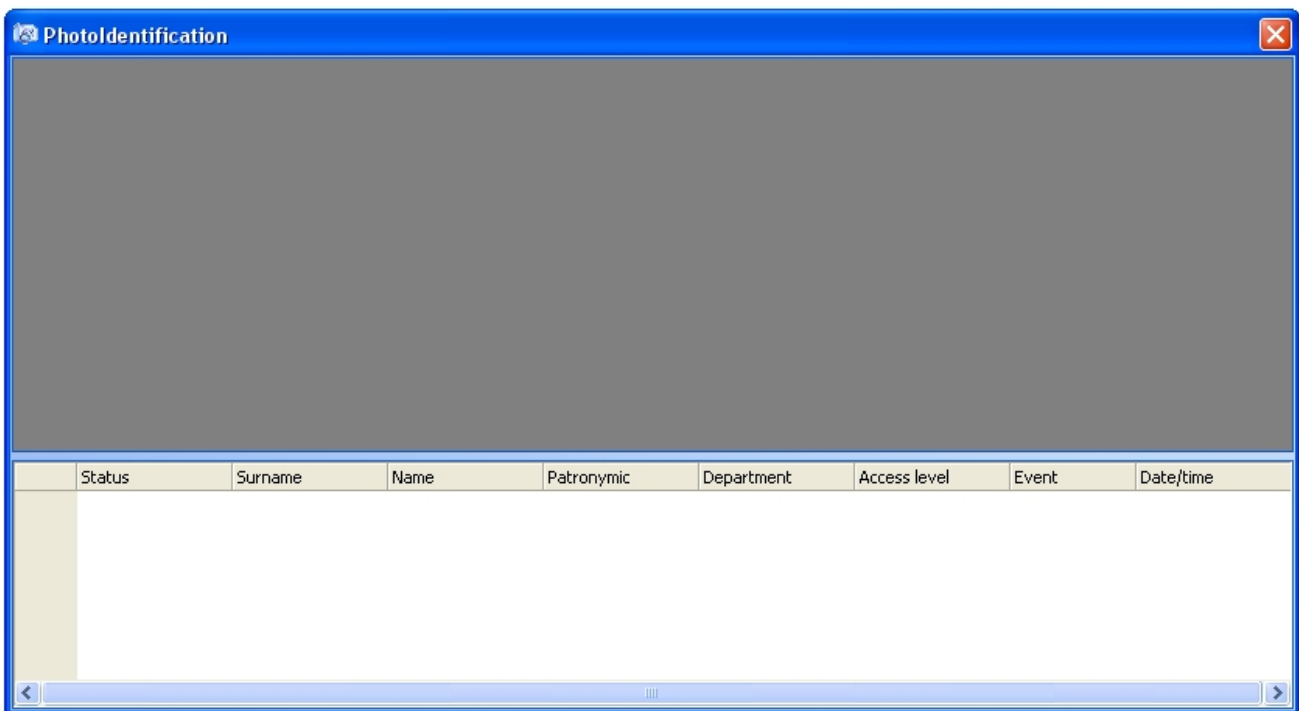 PhotoIdentification
Status Surname Name Patronymic Department Access level Event Date/time